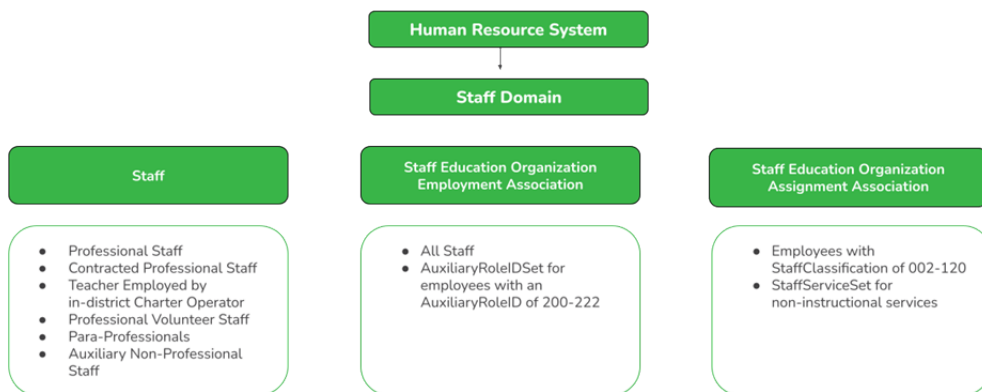 Human Resource System
Staff Domain
Staff
Staff Education Organization
Employment Association
Staff Education Organization
Assignment Association
● Professional Staff
● Contracted Professional Staff
● Teacher Employed by
in-district Charter Operator
● Professional Volunteer Staff
● Para-Professionals
● Auxiliary Non-Professional
Staff
● All Staff
● AuxiliaryRoleIDSet for
employees with an
AuxiliaryRoleID of 200-222
● Employees with
StaffClassification of 002-120
● StaffServiceSet for
non-instructional services